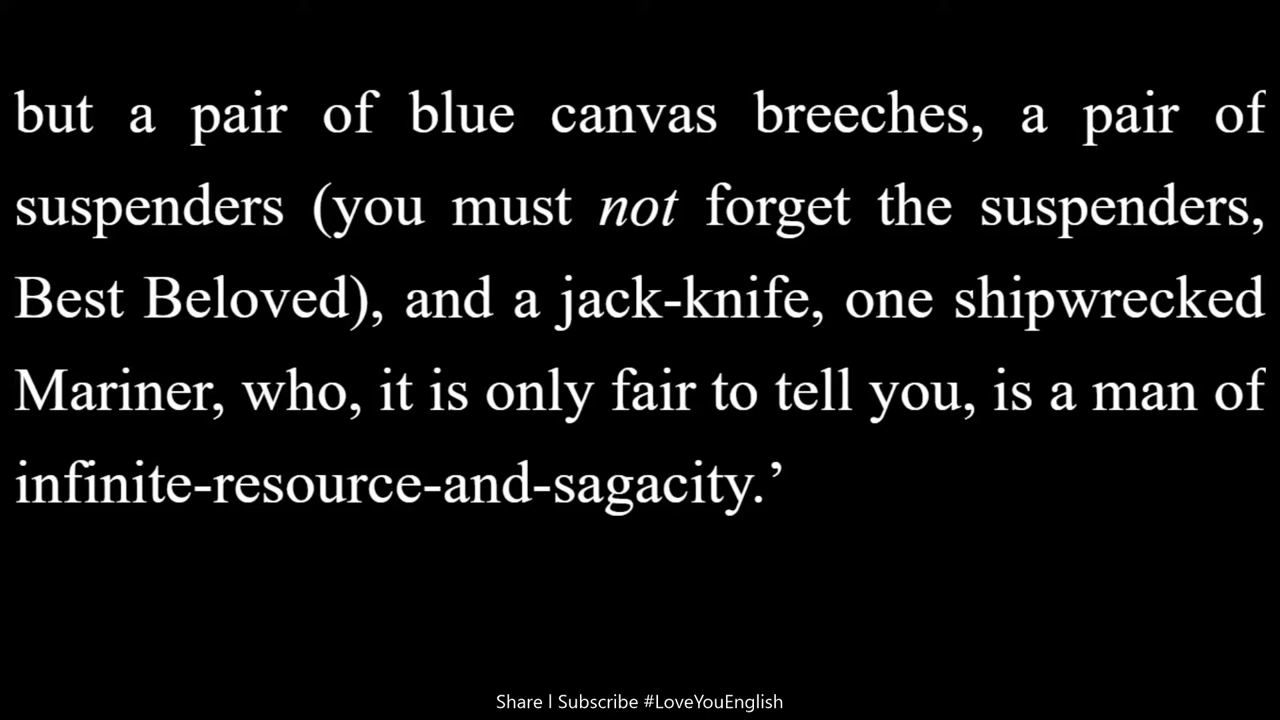 but a pair of blue canvas breeches, a pair of
suspenders (you must not forget the suspenders,
Best Beloved), and a jack-knife, one shipwrecked
Mariner, who, it is only fair to tell you, is a man of
infinite-resource-and-sagacity.’
Share l Subscribe #LoveYouEnglish